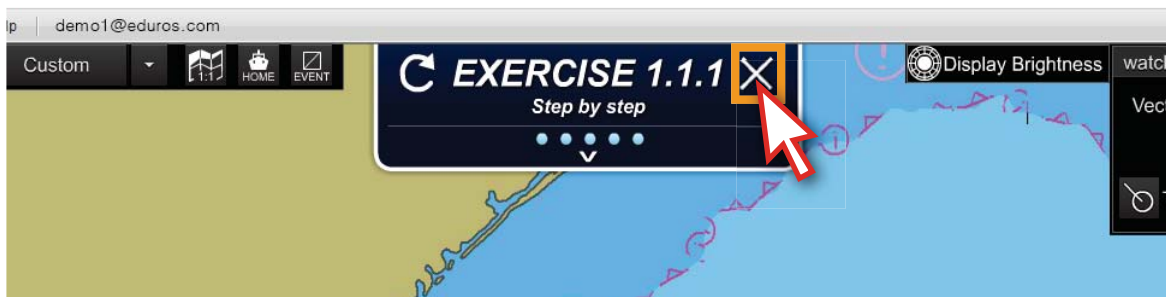 lp demo1@eduros.com
Custom
1:1
HOME
EVENT
EXERCISE 1.1.1
Step by step
Display Brightness
watch
Vect